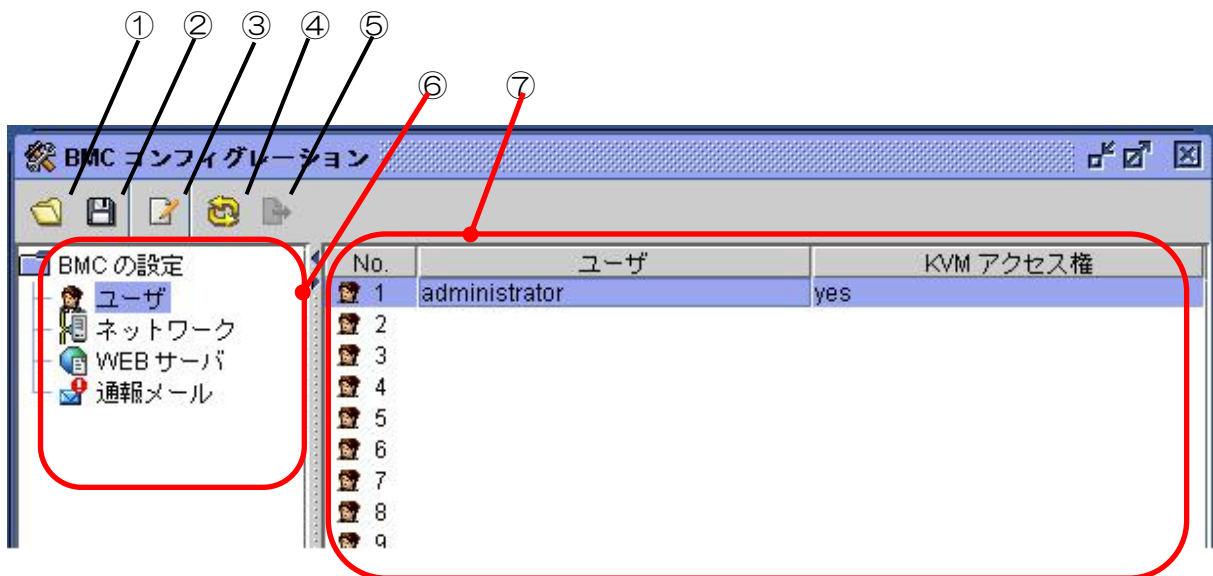 ① ② ③ ④ ⑤
⑥ ⑦
BMC コンフィグレーション
BMC の設定
ユーザ
ネットワーク
WEB サーバ
通報メール
No. ユーザ KVM アクセス権
1 administrator yes
2
3
4
5
6
7
8
9